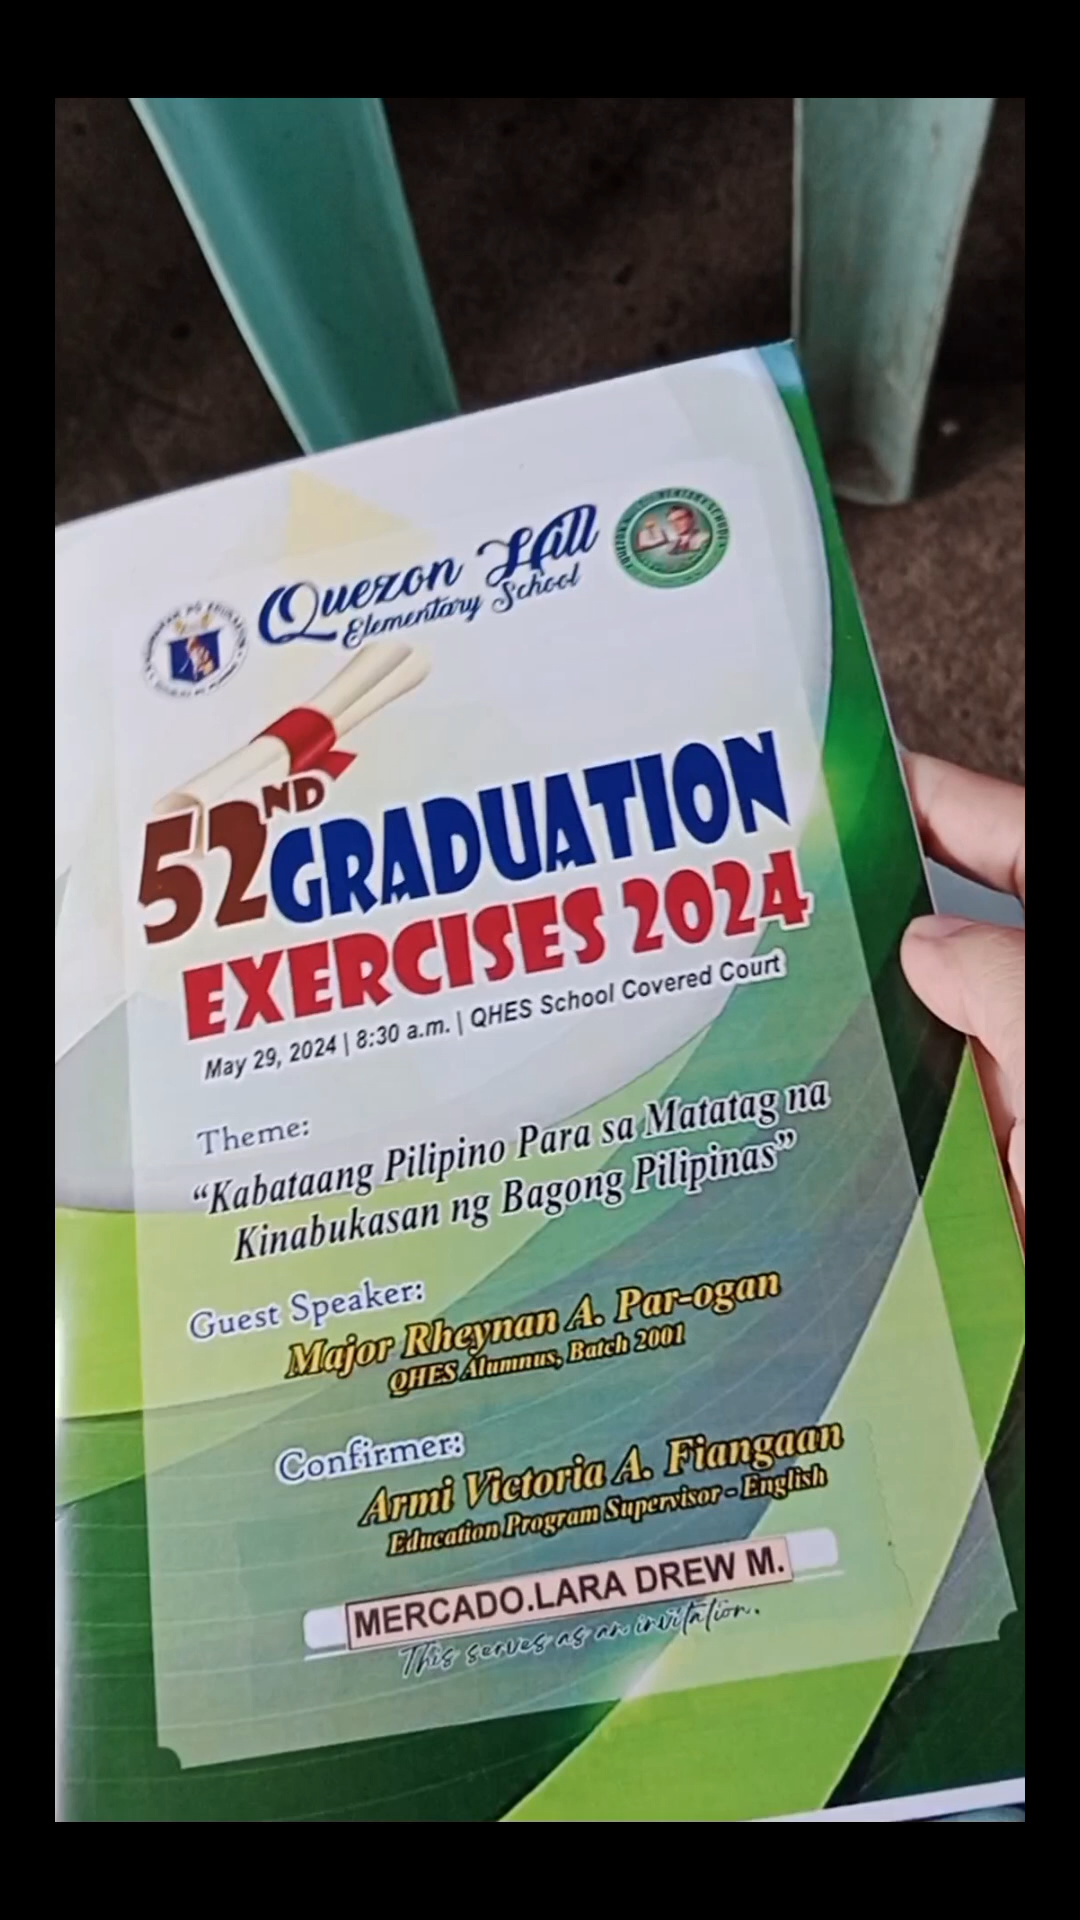 Quezon Hill
Elementary School
52ND GRADUATION
EXERCISES 2024
May 29, 2024 | 8:30 a.m. | QHES School Covered Court
Theme:
“Kabataang Pilipino Para sa Matatag na
Kinabukasan ng Bagong Pilipinas”
Guest Speaker:
Major Rheynan A. Par-ogan
QHES Alumnus, Batch 2001
Confirmer:
Armi Victoria A. Fiangaan
Education Program Supervisor - English
MERCADO.LARA DREW M.
This serves as an invitation.